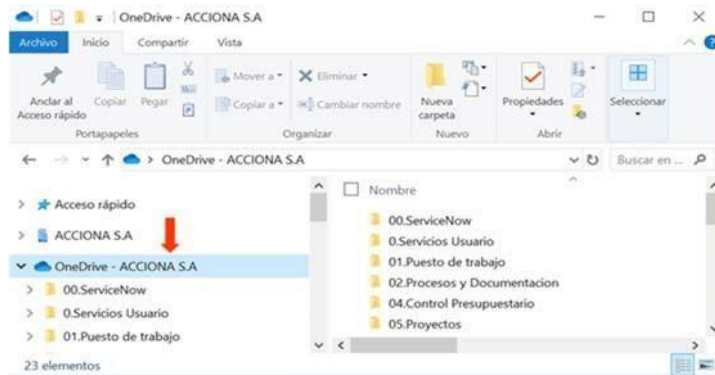 OneDrive - ACCIONA S.A
Archivo Inicio Compartir Vista
Anclar al Acceso rápido
Copiar
Pegar
Mover a
Copiar a
Eliminar
Cambiar nombre
Nueva carpeta
Propiedades
Seleccionar
Portapapeles Organizar Nuevo Abrir
OneDrive - ACCIONA S.A
Buscar en ...
Acceso rápido
ACCIONA S.A
OneDrive - ACCIONA S.A
00.ServiceNow
0.Servicios Usuario
01.Puesto de trabajo
Nombre
00.ServiceNow
0.Servicios Usuario
01.Puesto de trabajo
02.Procesos y Documentacion
04.Control Presupuestario
05.Proyectos
23 elementos